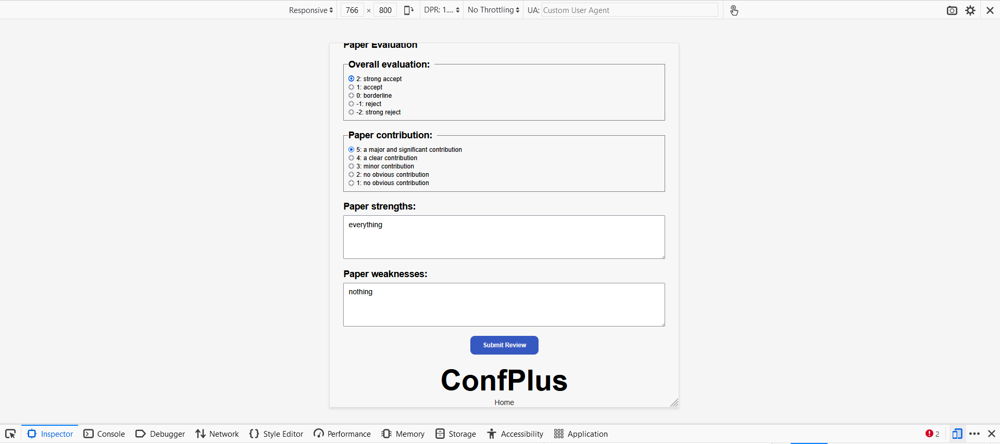 Responsive 766 × 800 DPR: 1.... No Throttling UA: Custom User Agent
Paper Evaluation
Overall evaluation:
2: strong accept
1: accept
0: borderline
-1: reject
-2: strong reject
Paper contribution:
5: a major and significant contribution
4: a clear contribution
3: minor contribution
2: no obvious contribution
1: no obvious contribution
Paper strengths:
everything
Paper weaknesses:
nothing
Submit Review
ConfPlus
Home
Inspector Console Debugger Network Style Editor Performance Memory Storage Accessibility Application 2